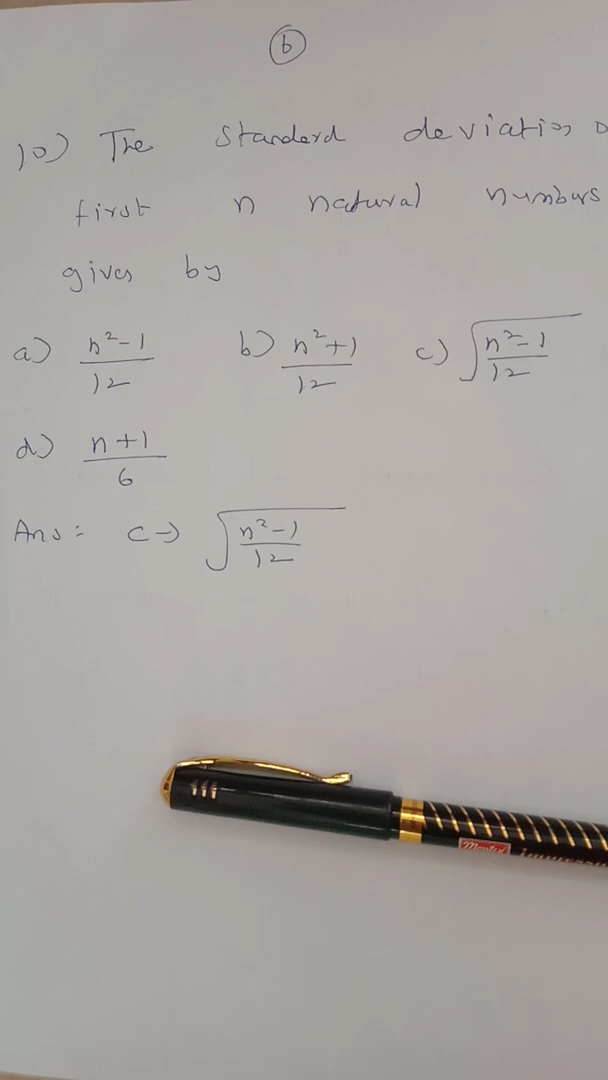 b
10) The standard deviation
first n natural numbers
given by
a) n²-1/12 b) n²+1/12 c) √(n²-1/12)
d) n+1/6
Ans: c→ √(n²-1/12)
Montex